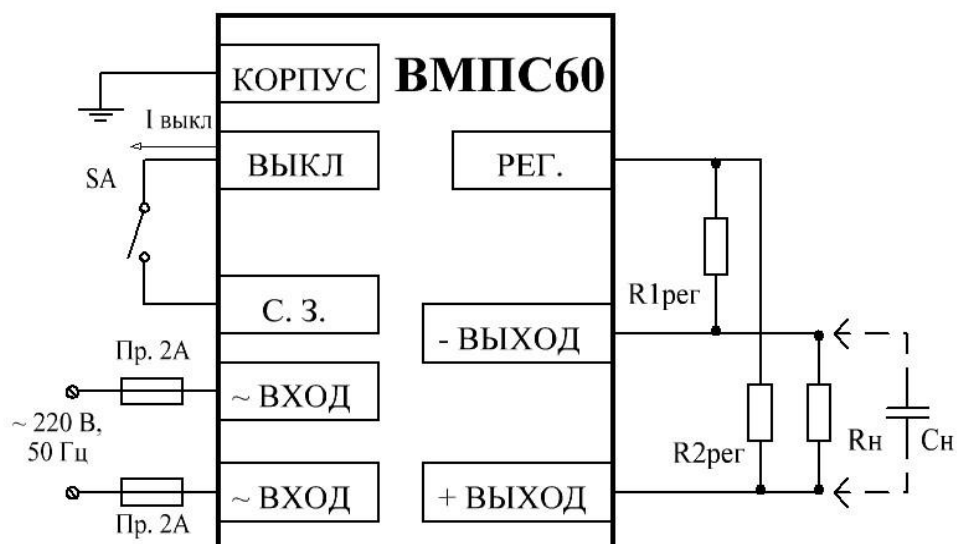 КОРПУС
ВМПС60
I выкл
ВЫКЛ
РЕГ.
SA
R1рег
С. З.
- ВЫХОД
Пр. 2А
~ ВХОД
~ 220 В,
50 Гц
R2рег
Rн
Сн
~ ВХОД
+ ВЫХОД
Пр. 2А